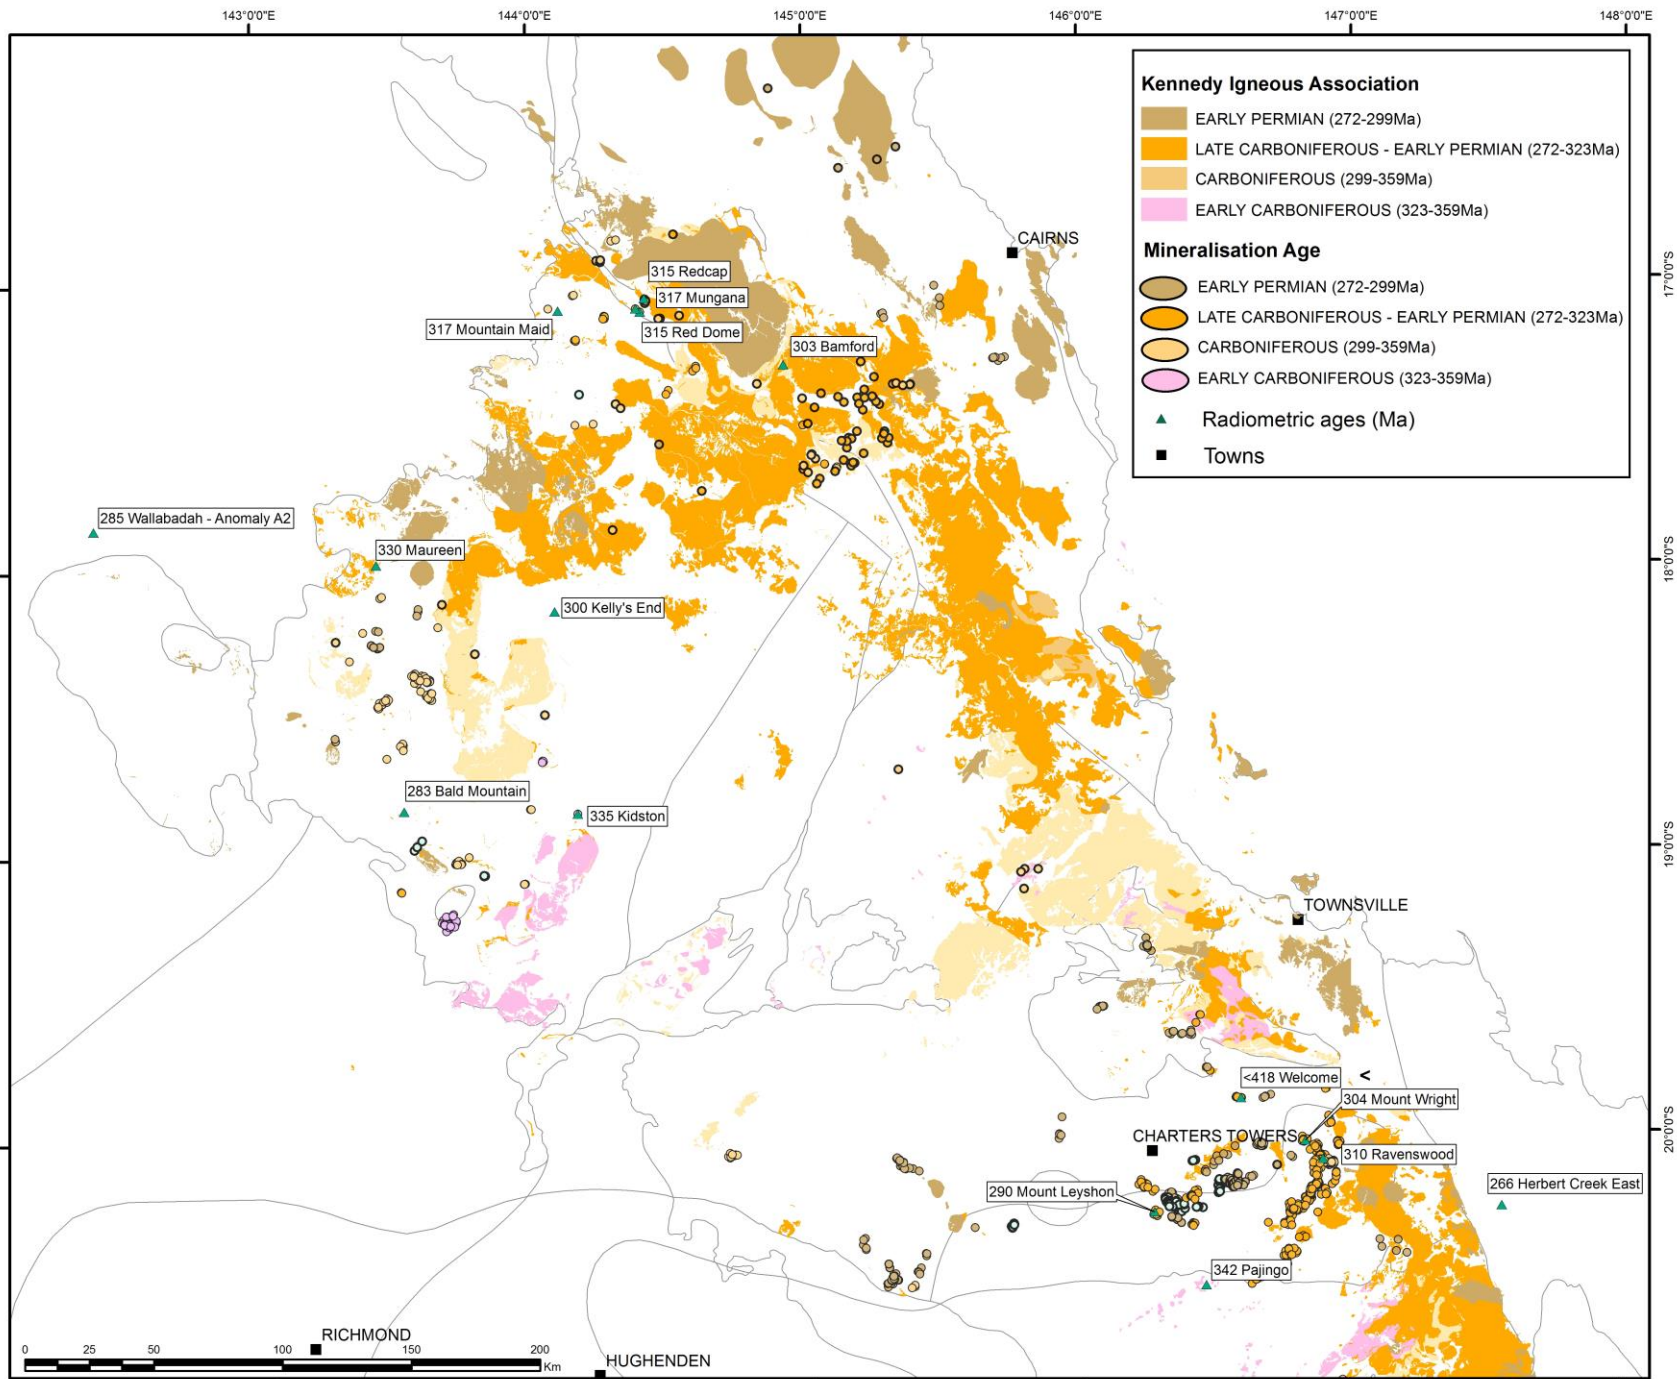 143°0'0"E
144°0'0"E
145°0'0"E
146°0'0"E
147°0'0"E
148°0'0"E
Kennedy Igneous Association
EARLY PERMIAN (272-299Ma)
LATE CARBONIFEROUS - EARLY PERMIAN (272-323Ma)
CARBONIFEROUS (299-359Ma)
EARLY CARBONIFEROUS (323-359Ma)
Mineralisation Age
EARLY PERMIAN (272-299Ma)
LATE CARBONIFEROUS - EARLY PERMIAN (272-323Ma)
CARBONIFEROUS (299-359Ma)
EARLY CARBONIFEROUS (323-359Ma)
Radiometric ages (Ma)
Towns
CAIRNS
17°0'0"S
315 Redcap
317 Mungana
317 Mountain Maid
315 Red Dome
303 Bamford
285 Wallabadah - Anomaly A2
330 Maureen
18°0'0"S
300 Kelly's End
283 Bald Mountain
335 Kidston
19°0'0"S
TOWNSVILLE
<418 Welcome
<
304 Mount Wright
20°0'0"S
CHARTERS TOWERS
310 Ravenswood
290 Mount Leyshon
266 Herbert Creek East
342 Pajingo
RICHMOND
HUGHENDEN
0 25 50 100 150 200
Km